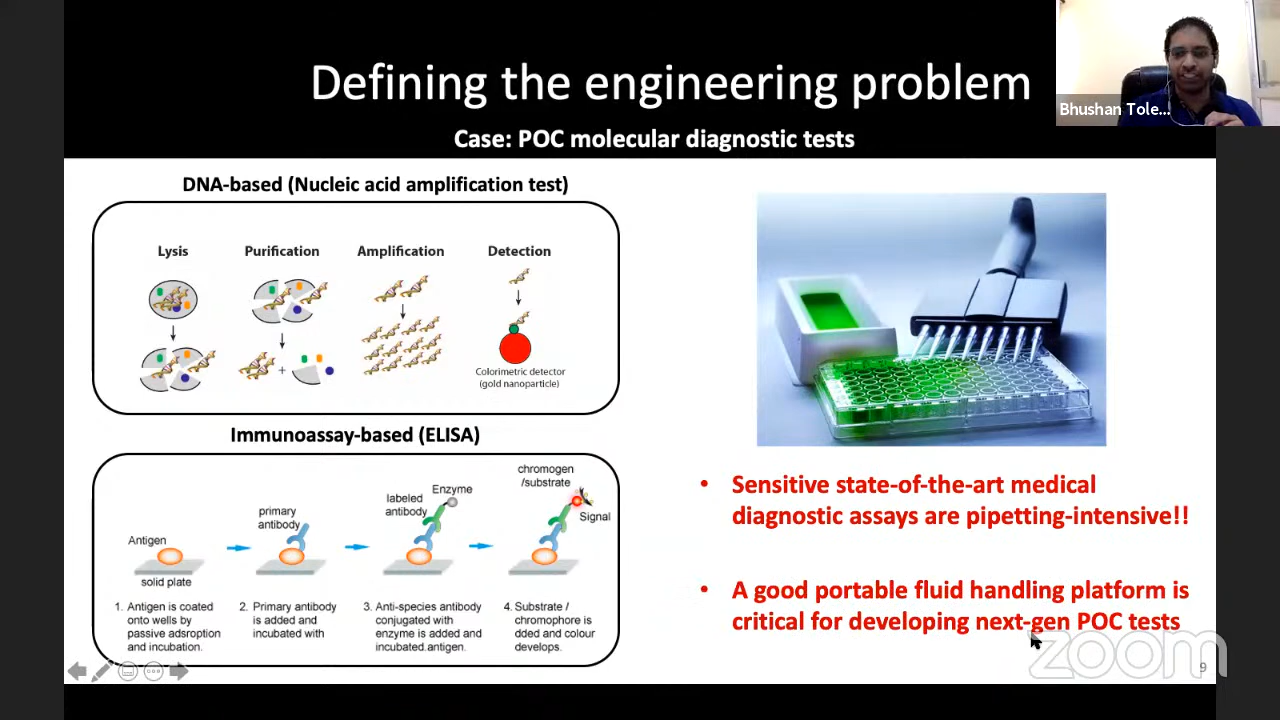 Defining the engineering problem
Bhushan Tole...
Case: POC molecular diagnostic tests
DNA-based (Nucleic acid amplification test)
Lysis
Purification
Amplification
Detection
+
Colorimetric detector
(gold nanoparticle)
Immunoassay-based (ELISA)
Antigen
solid plate
primary
antibody
labeled
antibody
Enzyme
chromogen
/substrate
Signal
1. Antigen is coated
onto wells by
passive adsroption
and incubation.
2. Primary antibody
is added and
incubated with
3. Anti-species antibody
conjugated with
enzyme is added and
incubated.antigen.
4. Substrate /
chromophore is
dded and colour
develops.
• Sensitive state-of-the-art medical
diagnostic assays are pipetting-intensive!!
• A good portable fluid handling platform is
critical for developing next-gen POC tests
zoom
9